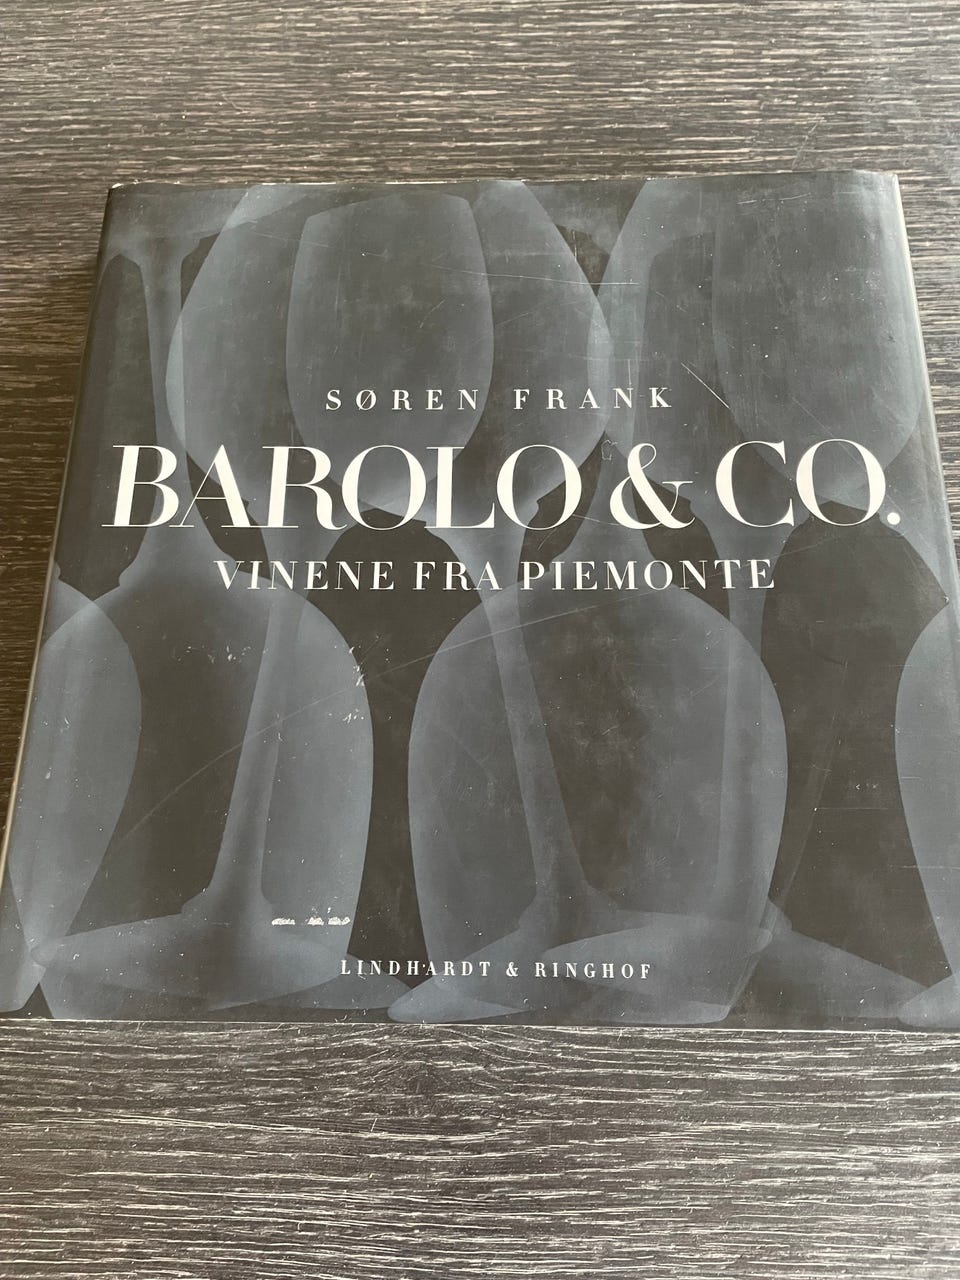 SØREN FRANK
BAROLO & CO.
VINENE FRA PIEMONTE
LINDHARDT & RINGHOF